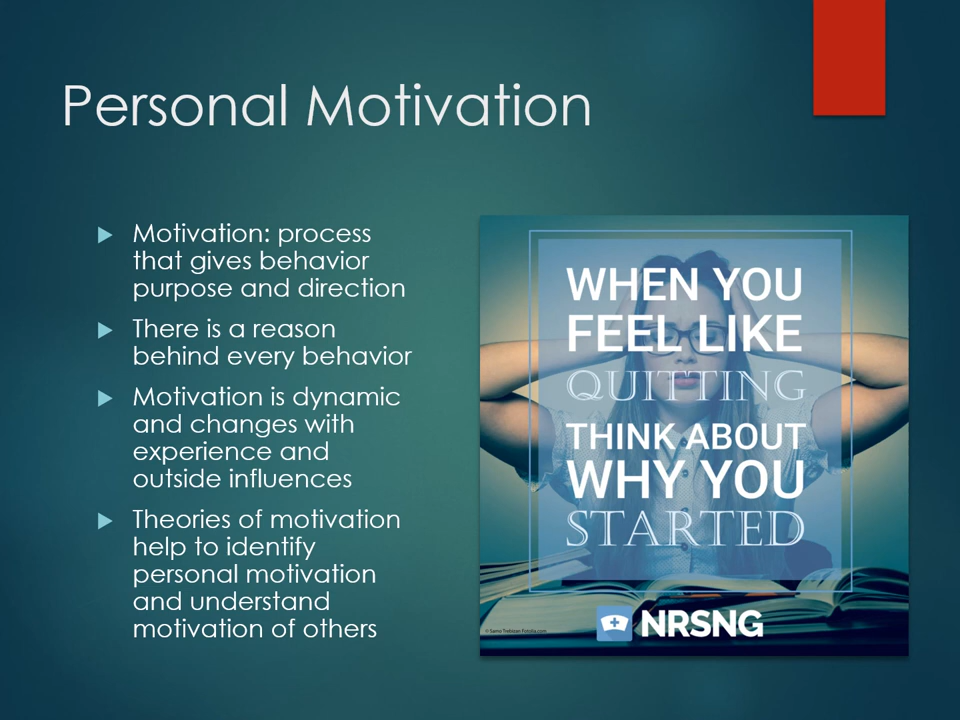 Personal Motivation
Motivation: process
that gives behavior
purpose and direction
There is a reason
behind every behavior
Motivation is dynamic
and changes with
experience and
outside influences
Theories of motivation
help to identify
personal motivation
and understand
motivation of others
WHEN YOU
FEEL LIKE
QUITTING
THINK ABOUT
WHY YOU
STARTED
NRSNG